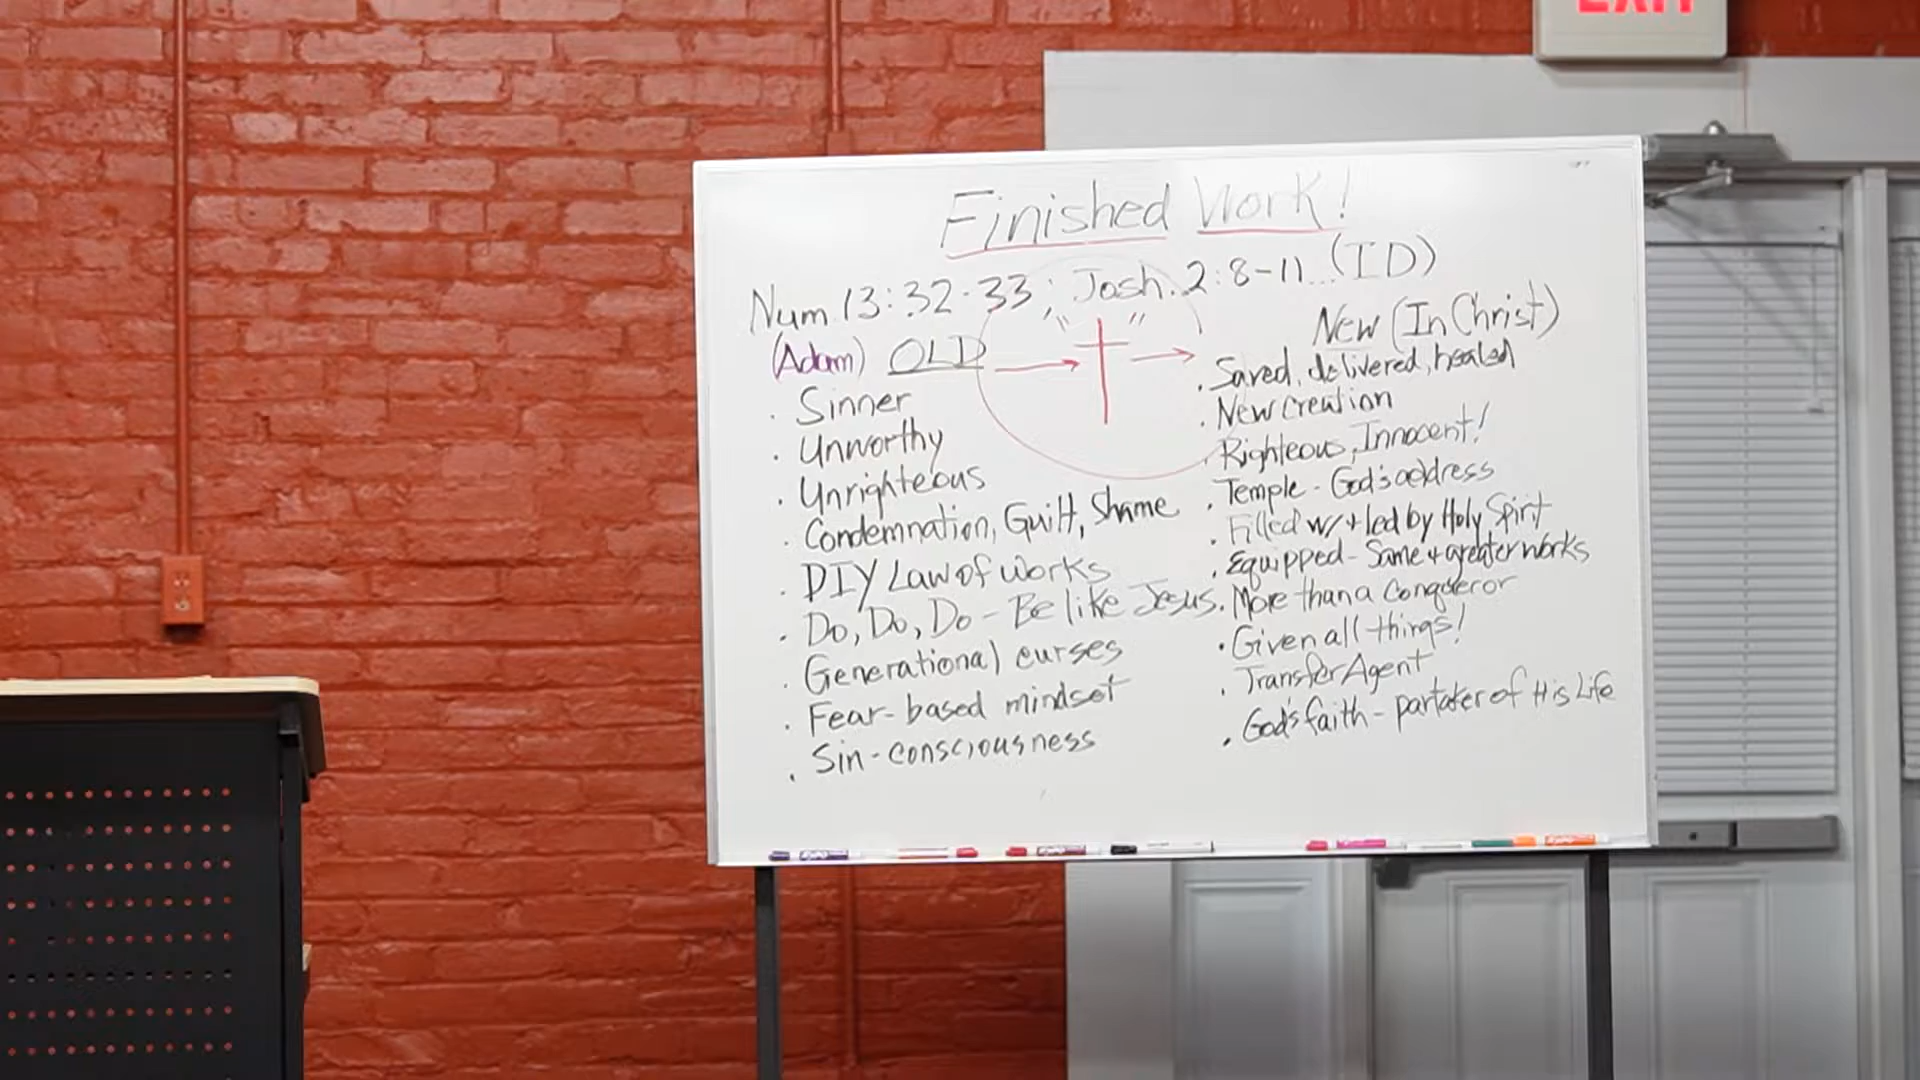 EXIT
Finished Work!
Num 13:32-33; Josh. 2:8-11...(ID)
(Adam) OLD
· Sinner
· Unworthy
· Unrighteous
· Condemnation, Guilt, Shame
· DIY Law of works
· Do, Do, Do - Be like Jesus
· Generational curses
· Fear-based mindset
· Sin-consciousness
New (In Christ)
· Saved, delivered, healed
· New creation
· Righteous, Innocent!
· Temple - God's address
· Filled w/ + led by Holy Spirit
· Equipped - Same + greater works
· More than a Conqueror
· Given all things!
· Transfer Agent
· God's faith - partaker of His Life